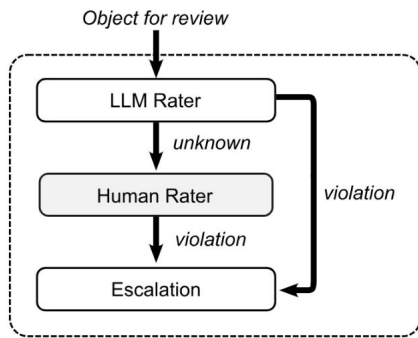 Object for review
LLM Rater
unknown
Human Rater
violation
violation
Escalation